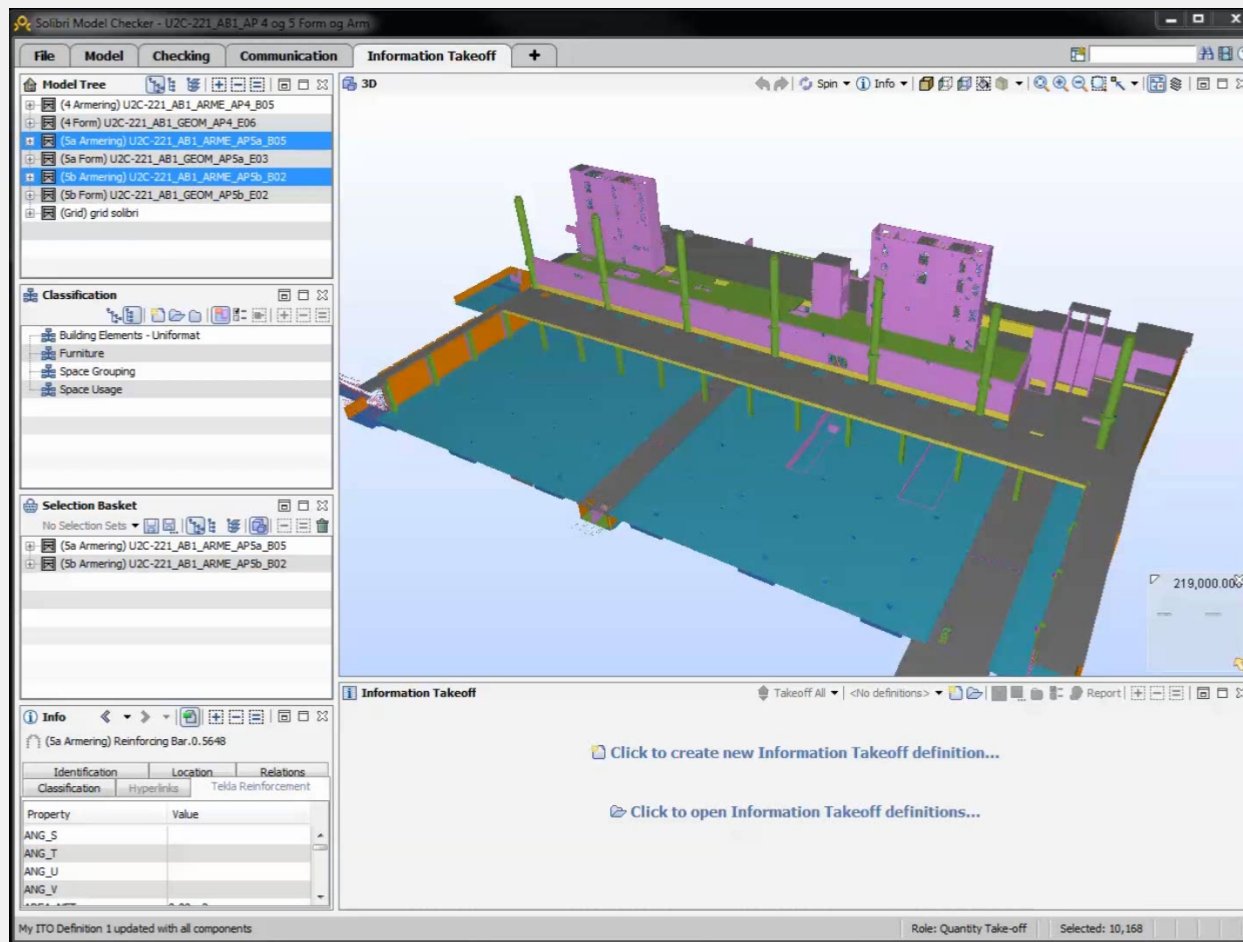 Solibri Model Checker - U2C-221_AB1_AP 4 og 5 Form og Arm
File Model Checking Communication Information Takeoff +
Model Tree
(4 Armering) U2C-221_AB1_ARME_AP4_B05
(4 Form) U2C-221_AB1_GEOM_AP4_E06
(5a Armering) U2C-221_AB1_ARME_AP5a_B05
(5a Form) U2C-221_AB1_GEOM_AP5a_E03
(5b Armering) U2C-221_AB1_ARME_AP5b_B02
(5b Form) U2C-221_AB1_GEOM_AP5b_E02
(Grid) grid solibri
3D Spin Info
Classification
Building Elements - Uniformat
Furniture
Space Grouping
Space Usage
Selection Basket
No Selection Sets
(5a Armering) U2C-221_AB1_ARME_AP5a_B05
(5b Armering) U2C-221_AB1_ARME_AP5b_B02
Info
(5a Armering) Reinforcing Bar.0.5648
Identification Location Relations
Classification Hyperlinks Tekla Reinforcement
Property Value
ANG_S
ANG_T
ANG_U
ANG_V
Information Takeoff Takeoff All <No definitions> Report
Click to create new Information Takeoff definition...
Click to open Information Takeoff definitions...
My ITO Definition 1 updated with all components Role: Quantity Take-off Selected: 10,168